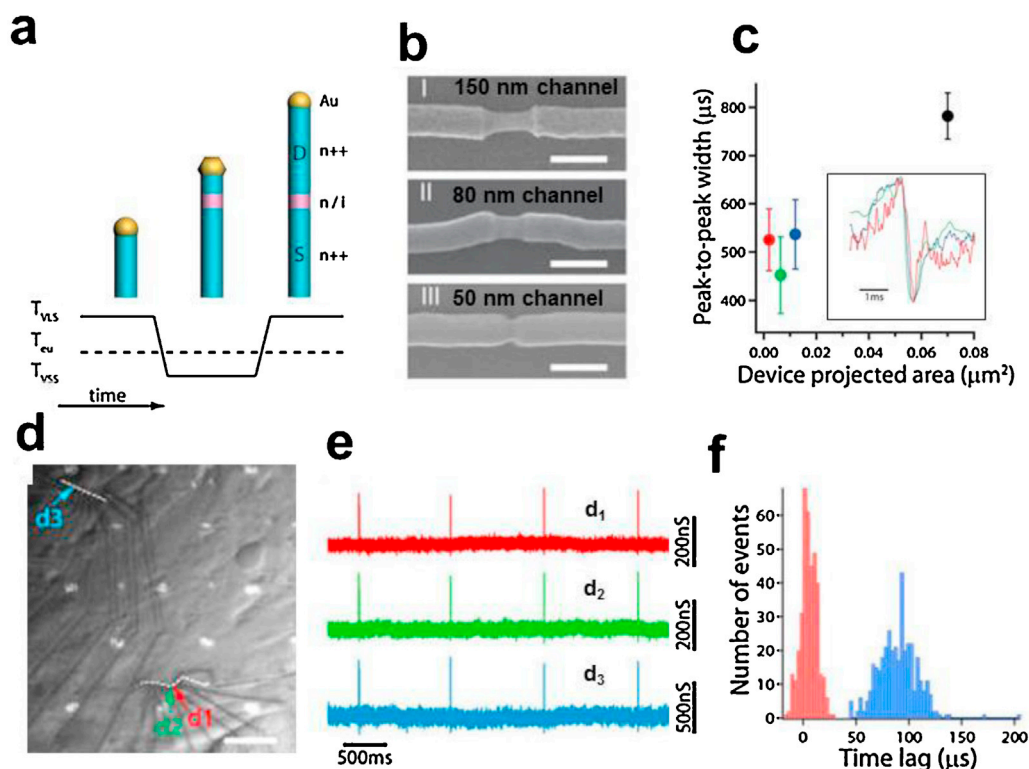 a
Au
D
n++
n/i
S
n++
T_VLS
T_eu
T_VSS
time
b
I
150 nm channel
II
80 nm channel
III
50 nm channel
c
Peak-to-peak width (μs)
800
700
600
500
400
1ms
0.00
0.02
0.04
0.06
0.08
Device projected area (μm²)
d
d3
d2
d1
e
d₁
200nS
d₂
200nS
d₃
500nS
500ms
f
Number of events
60
50
40
30
20
10
0
0
50
100
150
200
Time lag (μs)